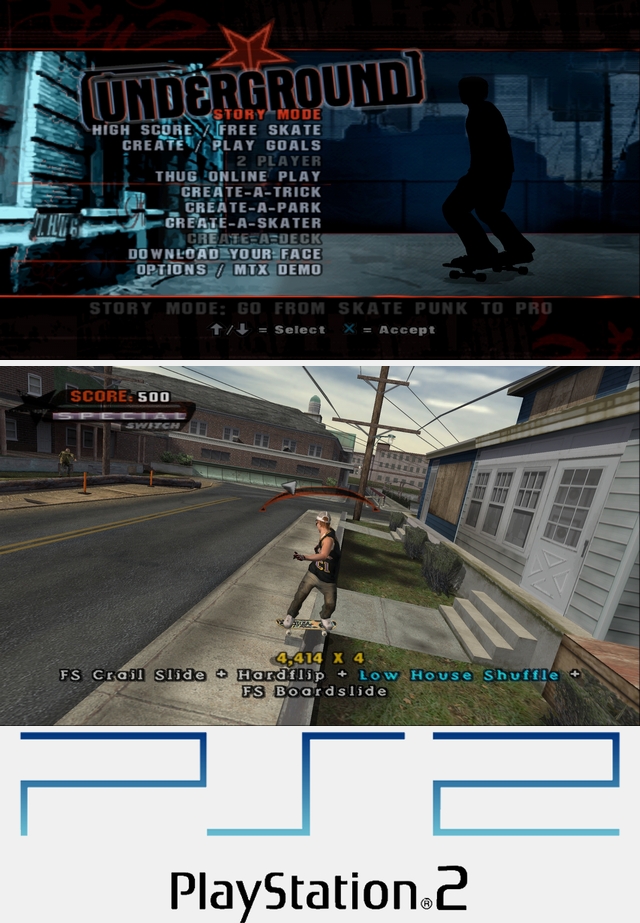 UNDERGROUND
STORY MODE
HIGH SCORE / FREE SKATE
CREATE / PLAY GOALS
2 PLAYER
THUG ONLINE PLAY
CREATE-A-TRICK
CREATE-A-PARK
CREATE-A-SKATER
CREATE-A-DECK
DOWNLOAD YOUR FACE
OPTIONS / MTX DEMO
STORY MODE: GO FROM SKATE PUNK TO PRO
↑/↓ = Select X = Accept
SCORE: 500
SPECIAL
SWITCH
4,414 X 4
FS Crail Slide + Hardflip + Low House Shuffle +
FS Boardslide
PS2
PlayStation®2